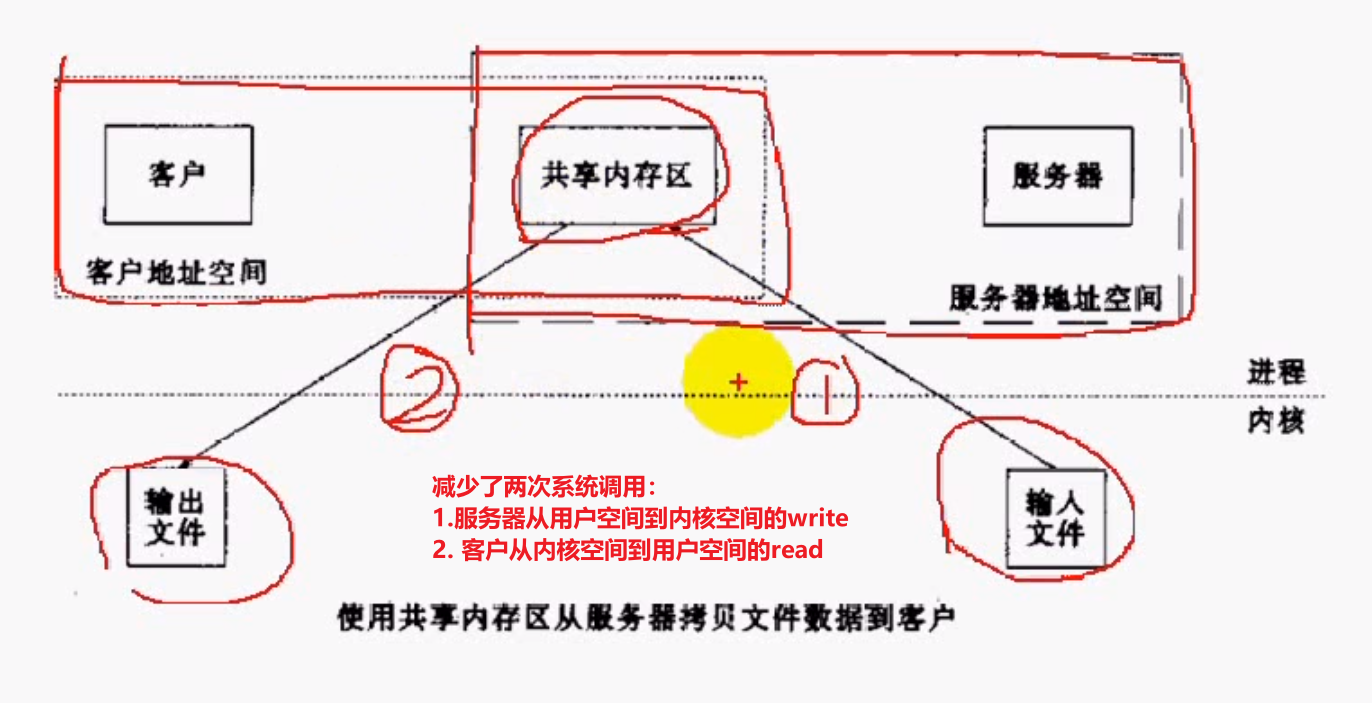 客户
共享内存区
服务器
客户地址空间
服务器地址空间
进程
2
1
内核
输出
文件
输入
文件
减少了两次系统调用：
1.服务器从用户空间到内核空间的write
2. 客户从内核空间到用户空间的read
使用共享内存区从服务器拷贝文件数据到客户